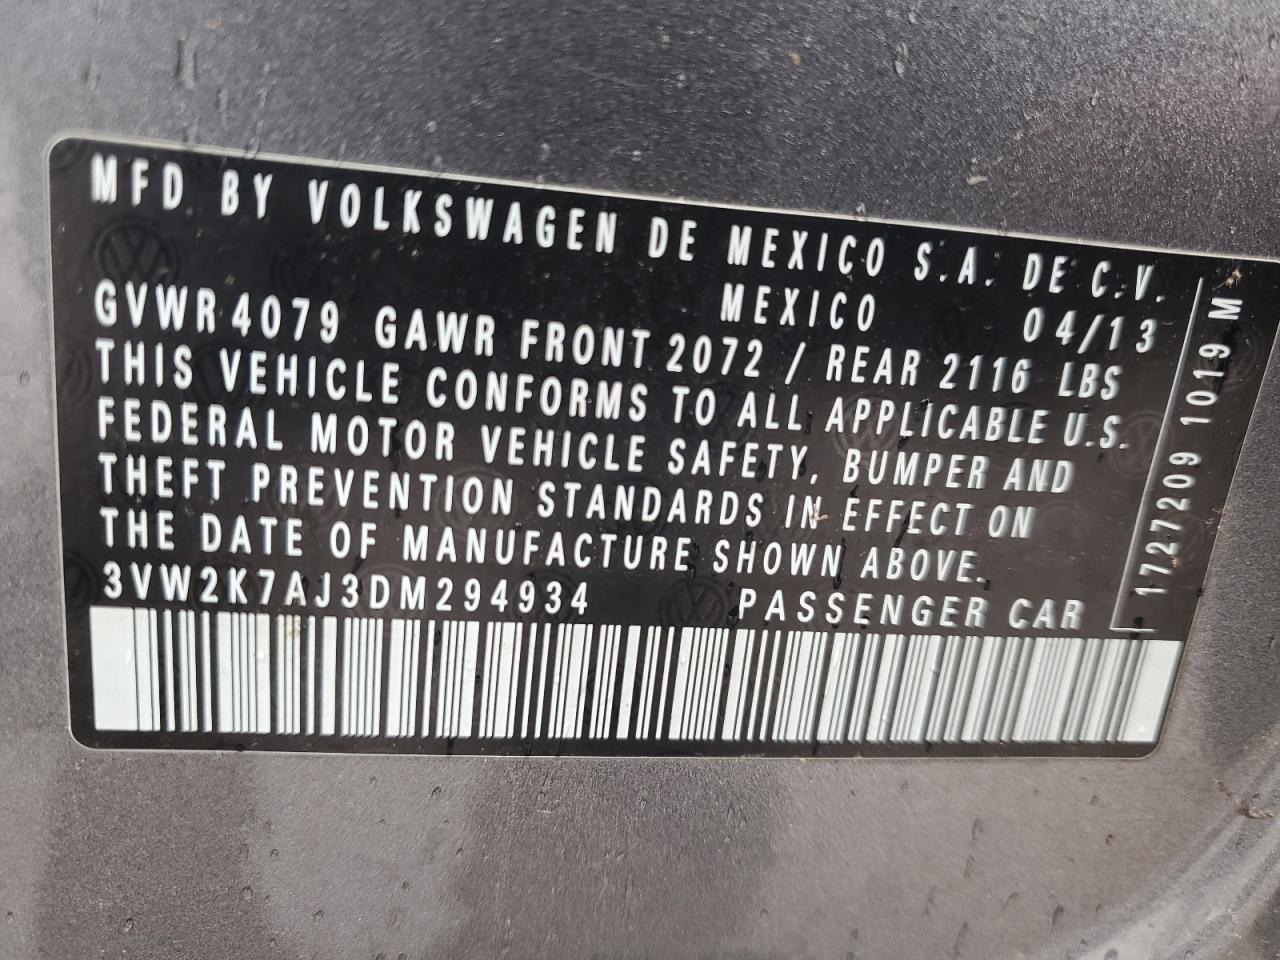 MFD BY VOLKSWAGEN DE MEXICO S.A. DE C.V.
MEXICO 04/13
GVWR 4079 GAWR FRONT 2072 / REAR 2116 LBS
THIS VEHICLE CONFORMS TO ALL APPLICABLE U.S.
FEDERAL MOTOR VEHICLE SAFETY, BUMPER AND
THEFT PREVENTION STANDARDS IN EFFECT ON
THE DATE OF MANUFACTURE SHOWN ABOVE.
3VW2K7AJ3DM294934 PASSENGER CAR
1727209 1019 M